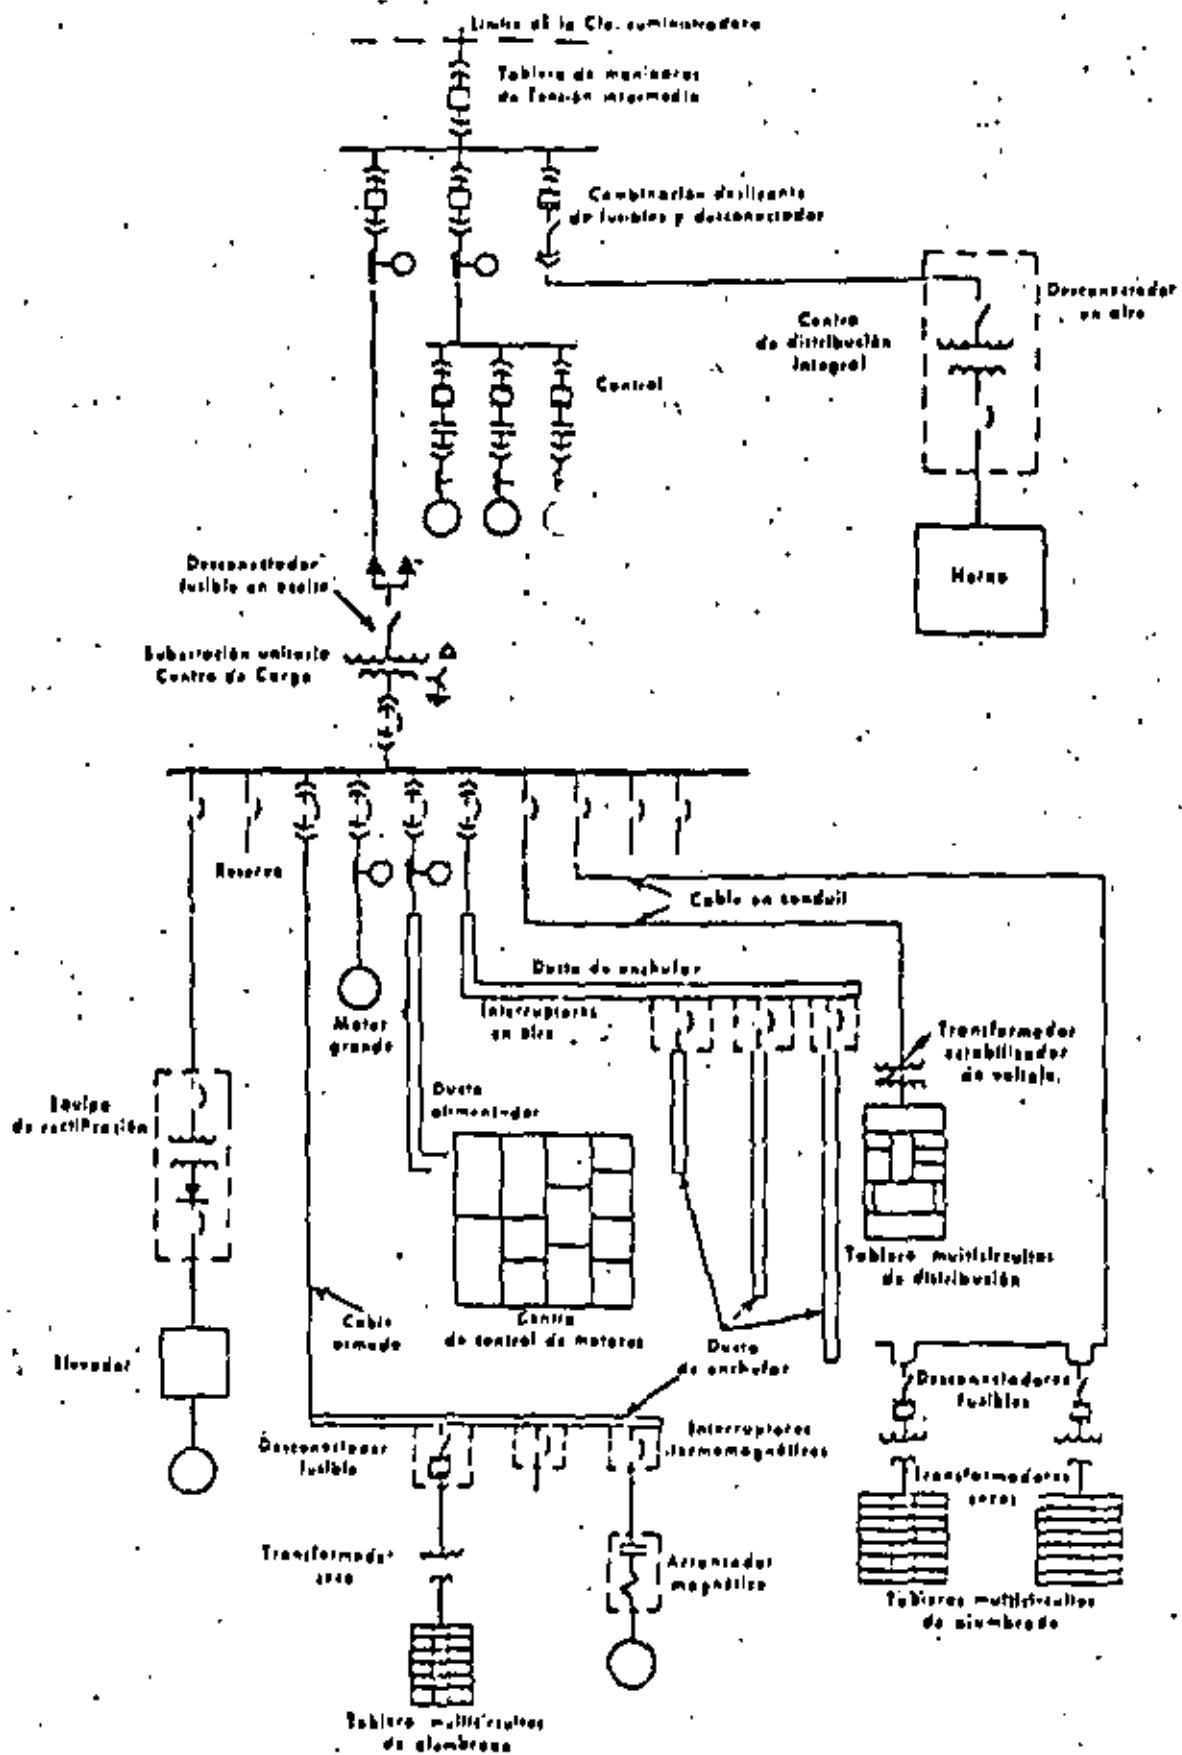 Límite de la Cía. suministradora
Tablero de maniobras
de Tensión intermedia
Combinación deslizante
de fusibles y desconectador
Desconectador
en aire
Centro
de distribución
integral
Control
Horno
Desconectador
fusible en aceite
Subestación unitaria
Centro de Carga
Reserva
Cable en conduit
Ducto de enchufar
Interruptores
en aire
Motor
grande
Transformador
estabilizador
de voltaje
Equipo
de rectificación
Ducto
alimentador
Tablero multicircuitos
de distribución
Cable
armado
Centro
de control de motores
Elevador
Ducto
de enchufar
Desconectadores
fusibles
Desconectador
fusible
Interruptores
termomagnéticos
Transformadores
secos
Transformador
seco
Arrancador
magnético
Tableros multicircuitos
de alumbrado
Tablero multicircuitos
de alumbrado